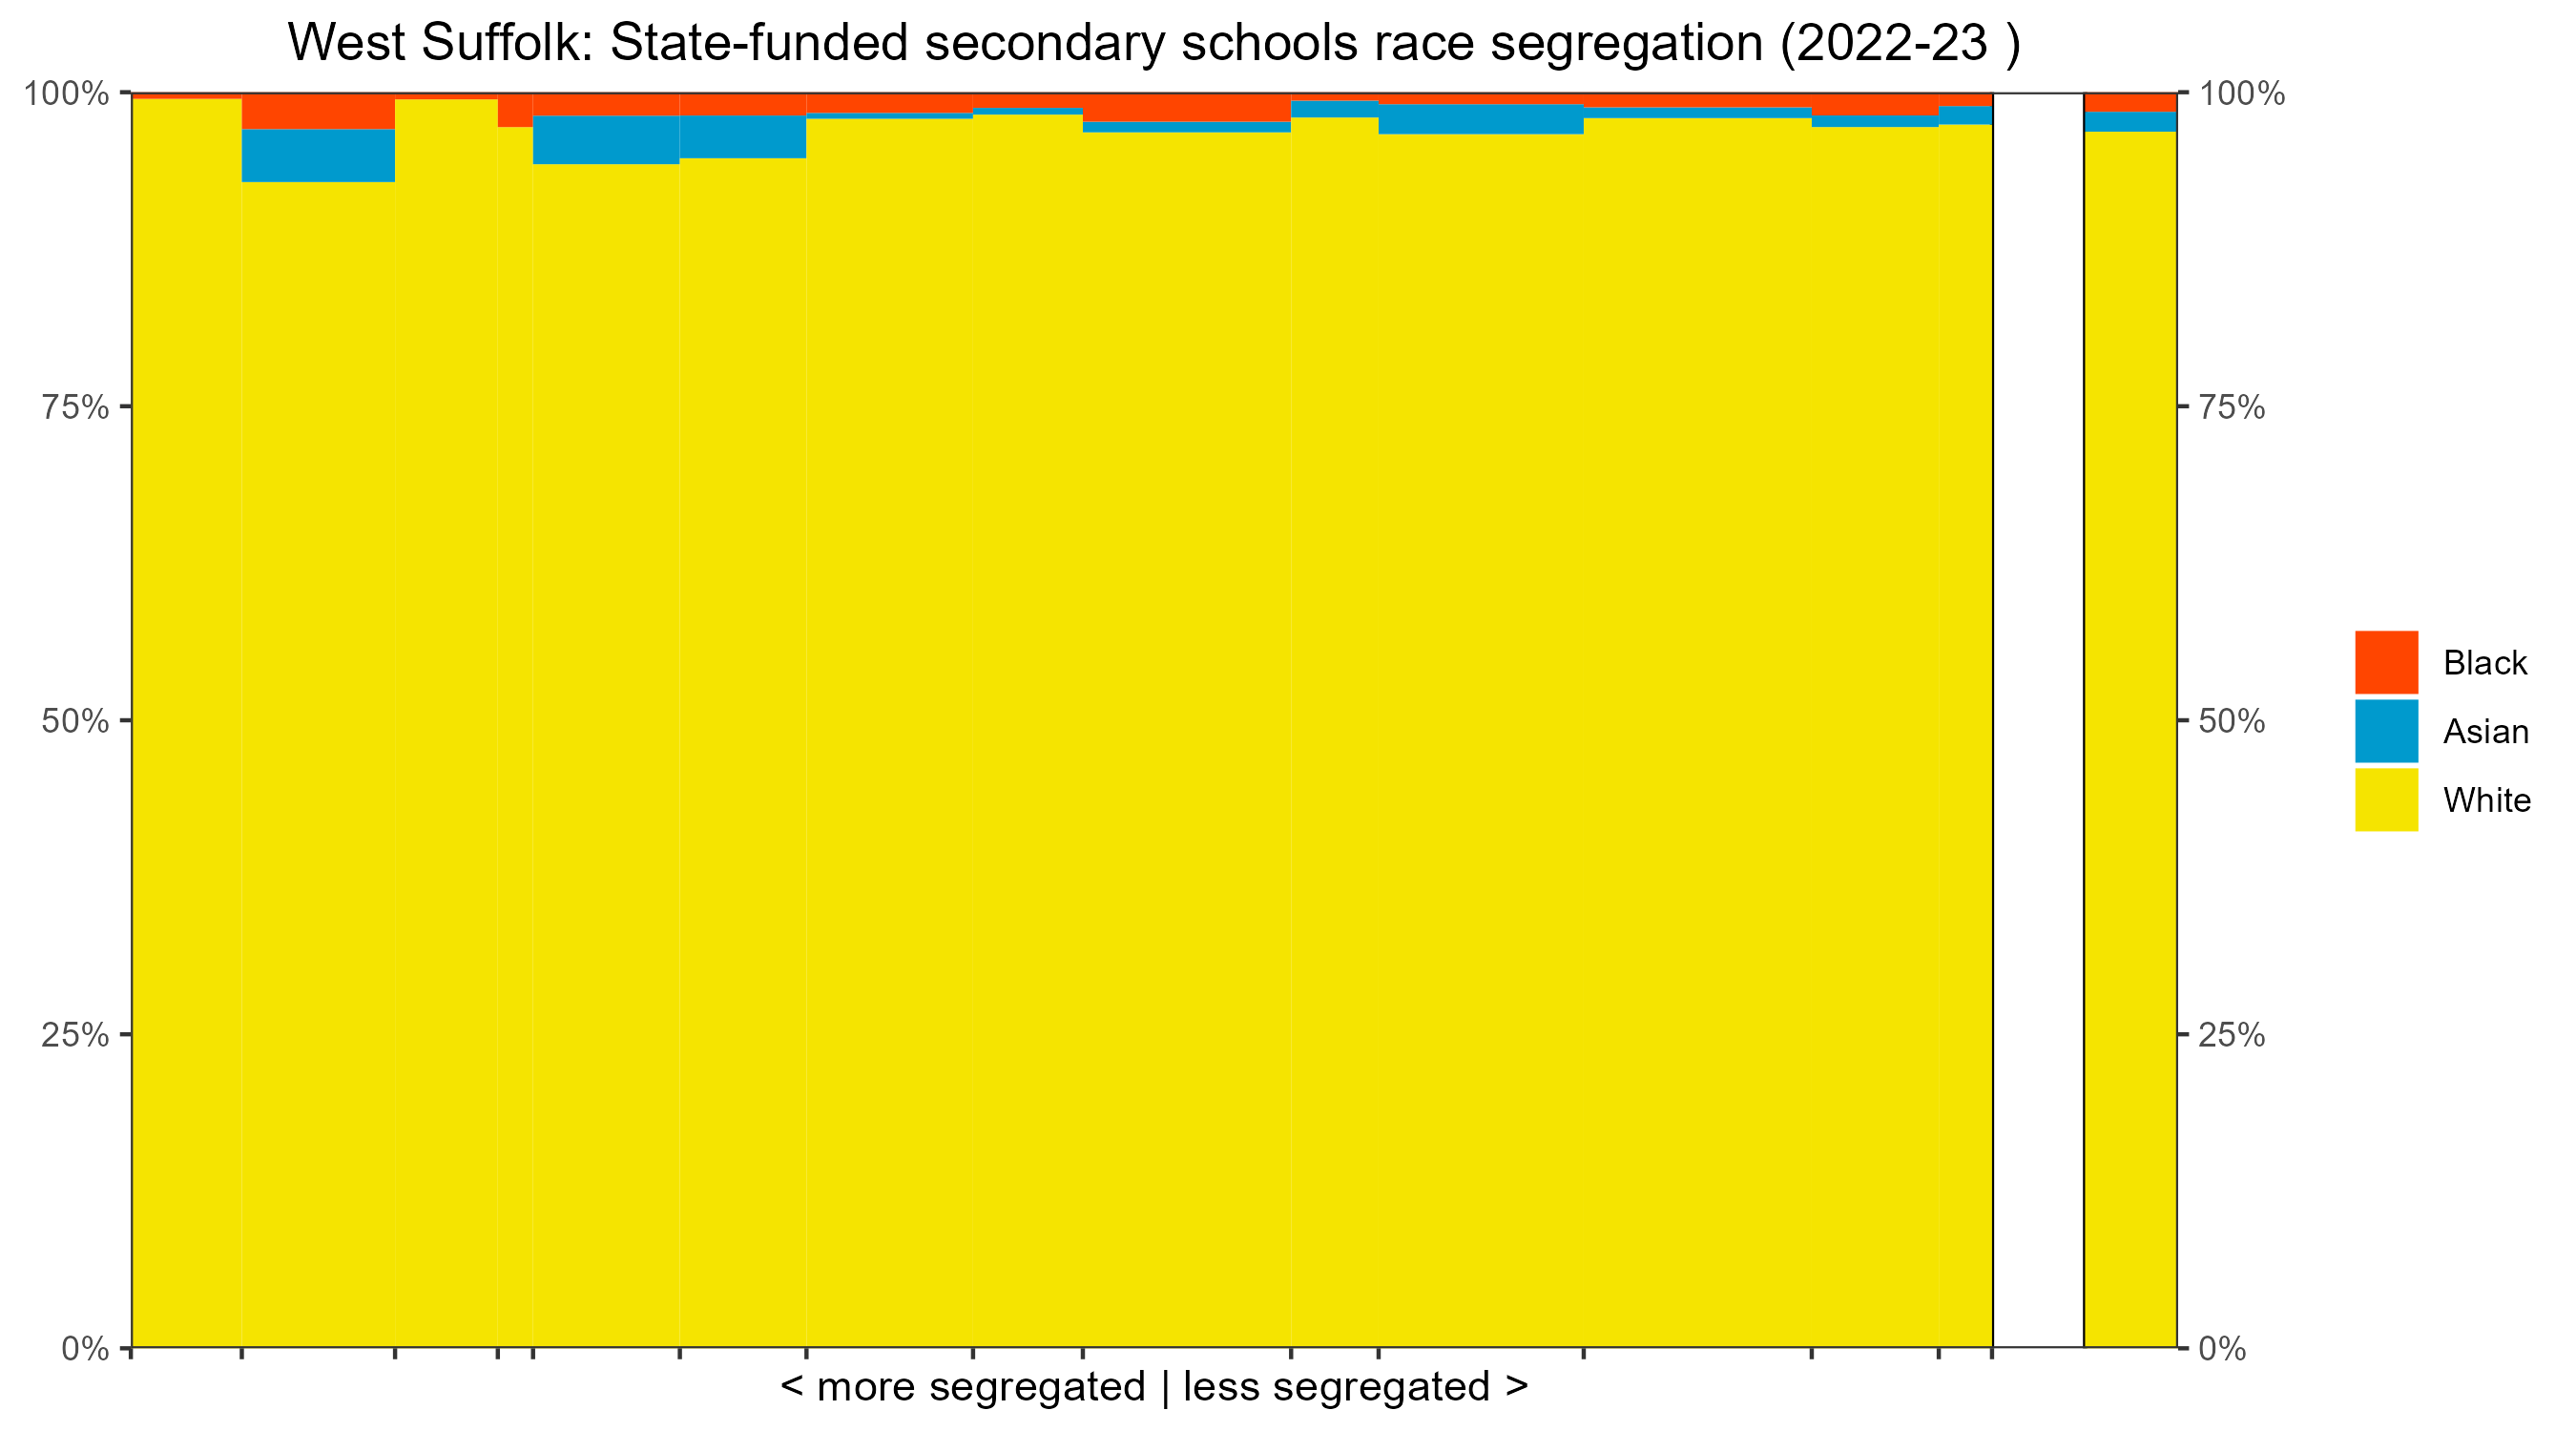 West Suffolk: State-funded secondary schools race segregation (2022-23 )
100%
75%
50%
25%
0%
100%
75%
50%
25%
0%
Black
Asian
White
< more segregated | less segregated >